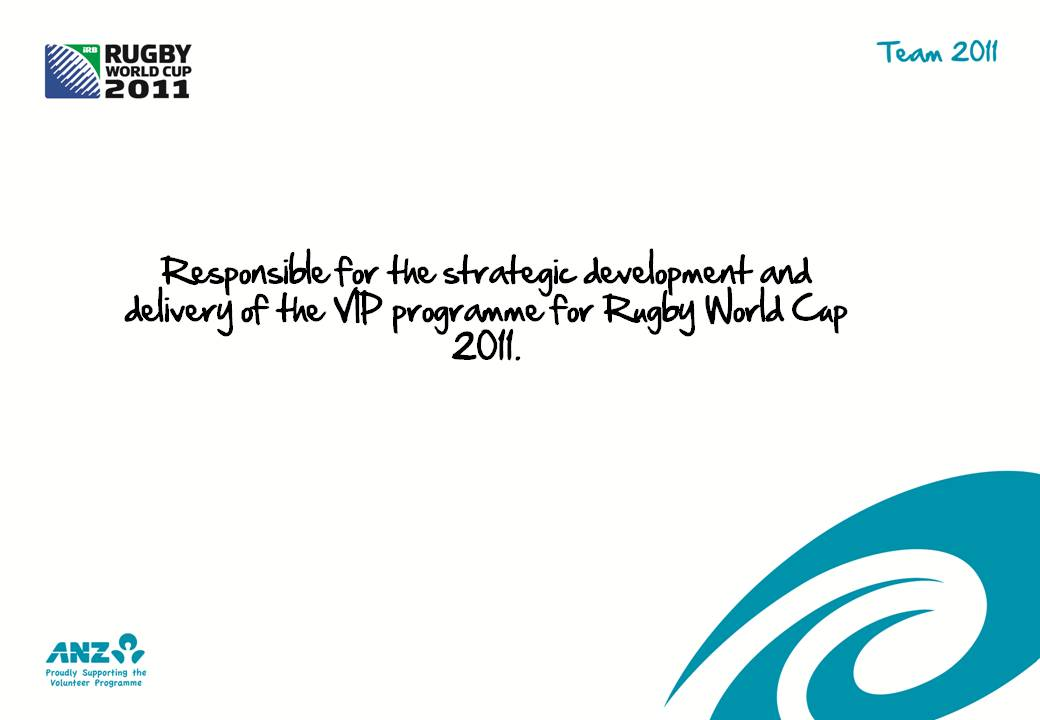 iRB
RUGBY
WORLD CUP
2011
Team 2011
Responsible for the strategic development and
delivery of the VIP programme for Rugby World Cup
2011.
ANZ
Proudly Supporting the
Volunteer Programme